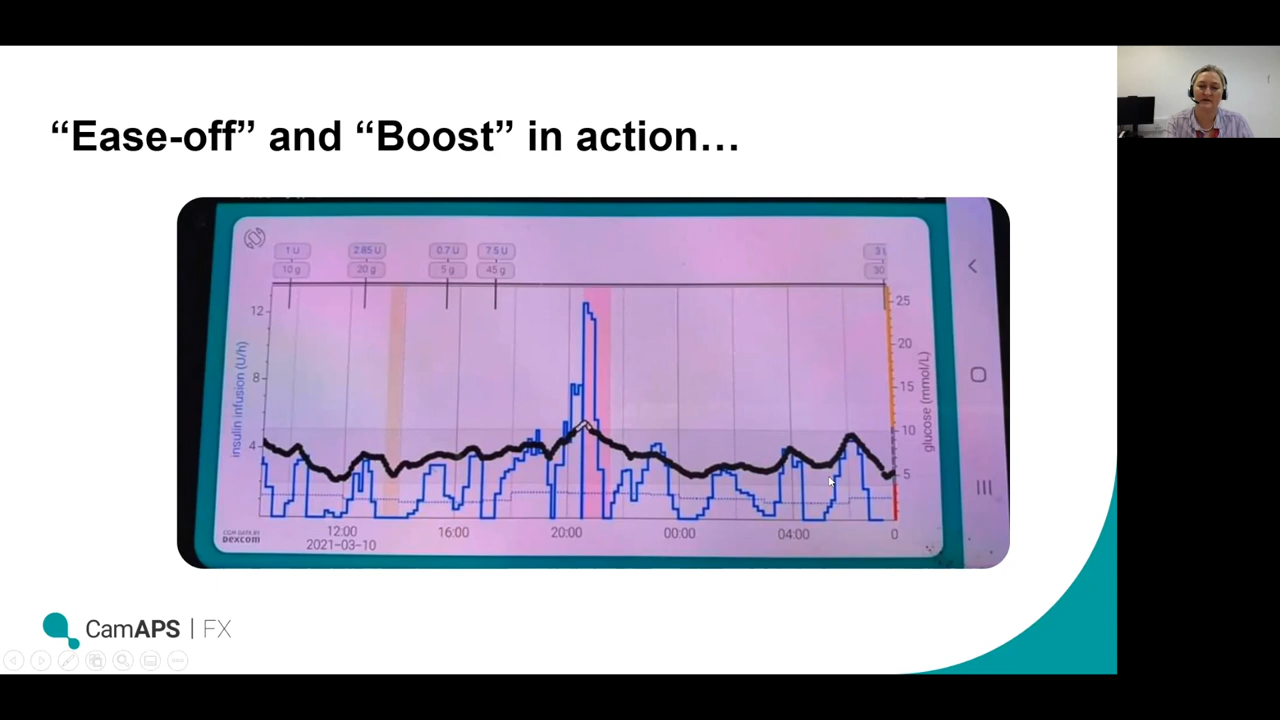 “Ease-off” and “Boost” in action…
1 U
2.85 U
0.7 U
7.5 U
10 g
20 g
5 g
45 g
30
insulin infusion (U/h)
12
8
4
25
20
15
10
5
glucose (mmol/L)
12:00
16:00
20:00
00:00
04:00
0
2021-03-10
CGM DATA BY
Dexcom
CamAPS | FX